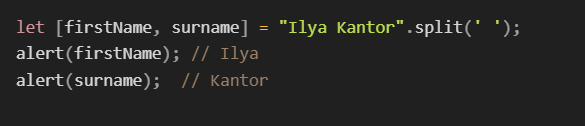 let [firstName, surname] = "Ilya Kantor".split(' ');
alert(firstName); // Ilya
alert(surname);  // Kantor